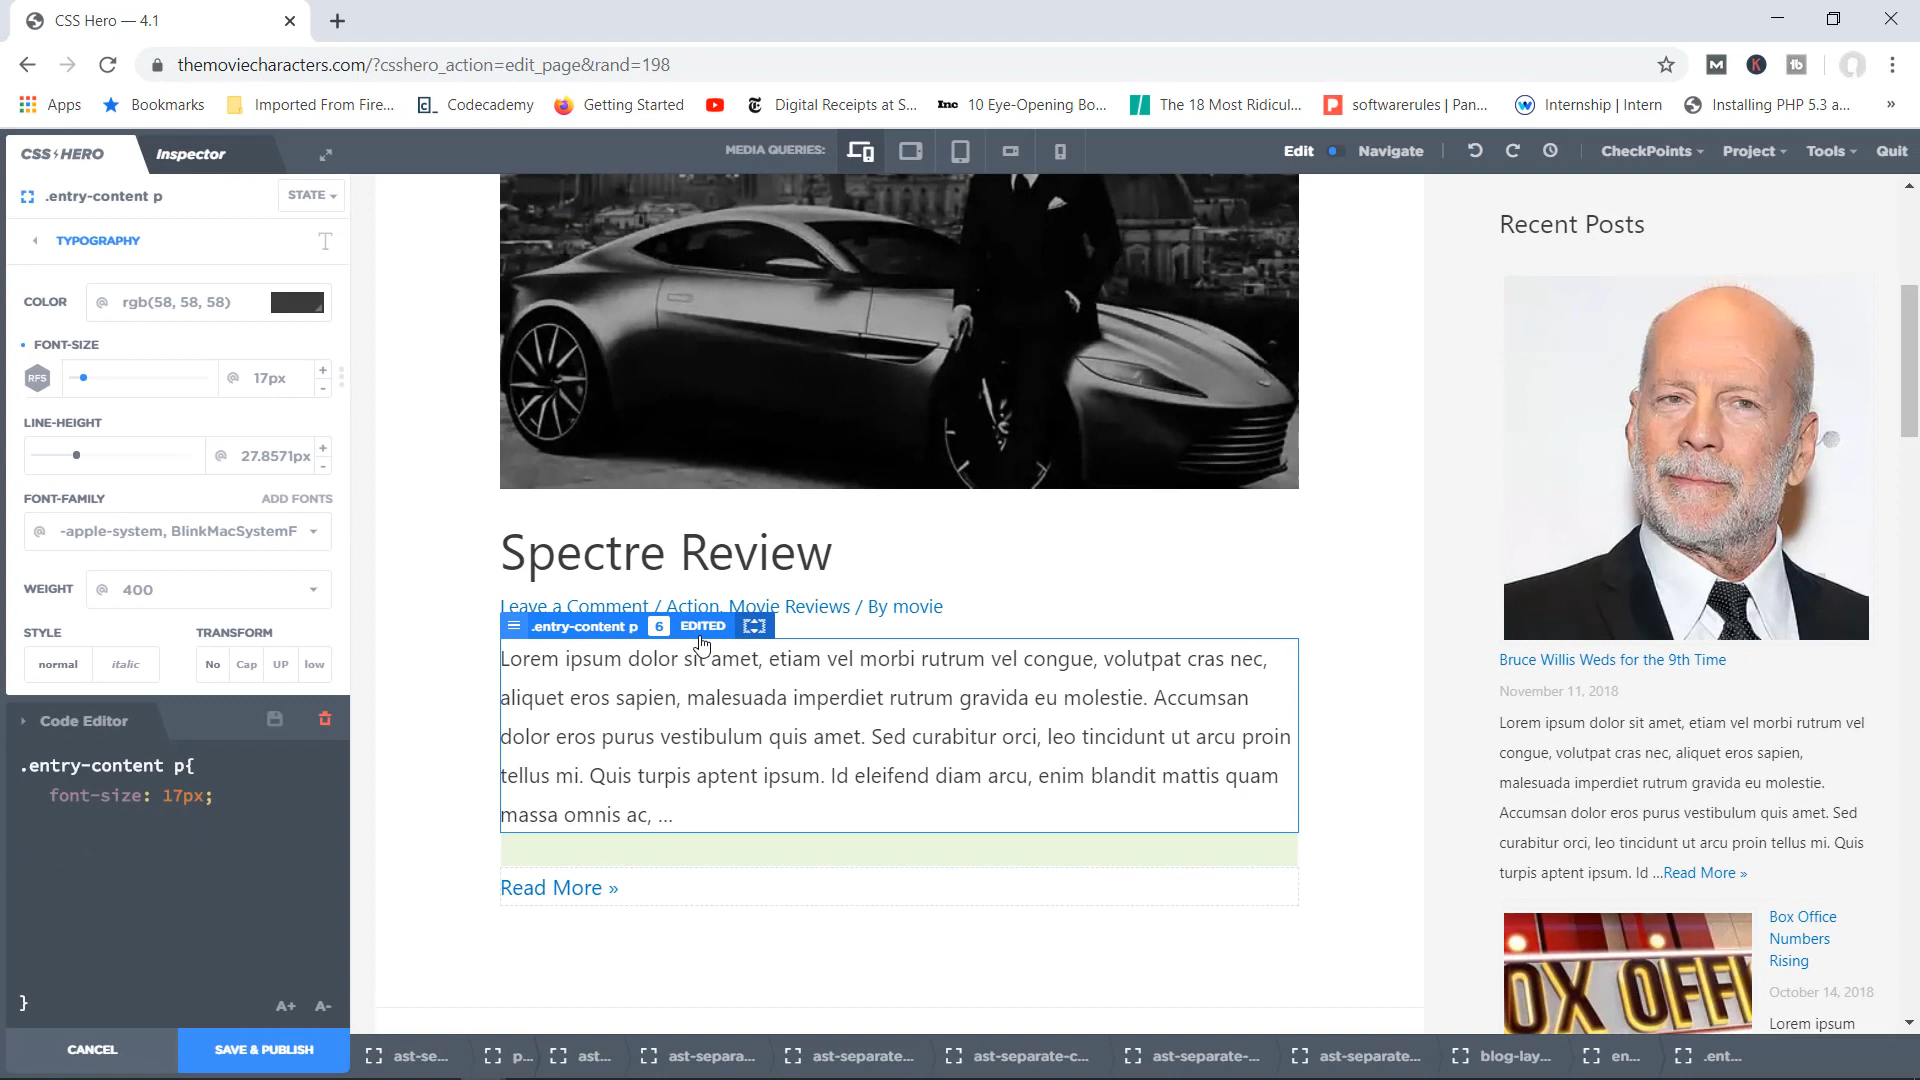 CSS Hero — 4.1
themoviecharacters.com/?csshero_action=edit_page&rand=198
Apps Bookmarks Imported From Fire... Codecademy Getting Started Digital Receipts at S... Inc 10 Eye-Opening Bo... The 18 Most Ridicul... softwarerules | Pan... Internship | Intern Installing PHP 5.3 a... »
CSS HERO Inspector
MEDIA QUERIES:
Edit Navigate CheckPoints Project Tools Quit
.entry-content p STATE
TYPOGRAPHY
COLOR @ rgb(58, 58, 58)
FONT-SIZE
RFS @ 17px + -
LINE-HEIGHT
@ 27.8571px + -
FONT-FAMILY ADD FONTS
@ -apple-system, BlinkMacSystemF
WEIGHT @ 400
STYLE TRANSFORM
normal italic No Cap UP low
Code Editor
.entry-content p{
font-size: 17px;
}
A+ A-
CANCEL SAVE & PUBLISH
Spectre Review
Leave a Comment / Action, Movie Reviews / By movie
.entry-content p 6 EDITED
Lorem ipsum dolor sit amet, etiam vel morbi rutrum vel congue, volutpat cras nec,
aliquet eros sapien, malesuada imperdiet rutrum gravida eu molestie. Accumsan
dolor eros purus vestibulum quis amet. Sed curabitur orci, leo tincidunt ut arcu proin
tellus mi. Quis turpis aptent ipsum. Id eleifend diam arcu, enim blandit mattis quam
massa omnis ac, ...
Read More »
Recent Posts
Bruce Willis Weds for the 9th Time
November 11, 2018
Lorem ipsum dolor sit amet, etiam vel morbi rutrum vel
congue, volutpat cras nec, aliquet eros sapien,
malesuada imperdiet rutrum gravida eu molestie.
Accumsan dolor eros purus vestibulum quis amet. Sed
curabitur orci, leo tincidunt ut arcu proin tellus mi. Quis
turpis aptent ipsum. Id ...Read More »
OX OFFI
Box Office
Numbers
Rising
October 14, 2018
Lorem ipsum
ast-se... p... ast... ast-separa... ast-separate... ast-separate-c... ast-separate-... ast-separate... blog-lay... en... .ent...